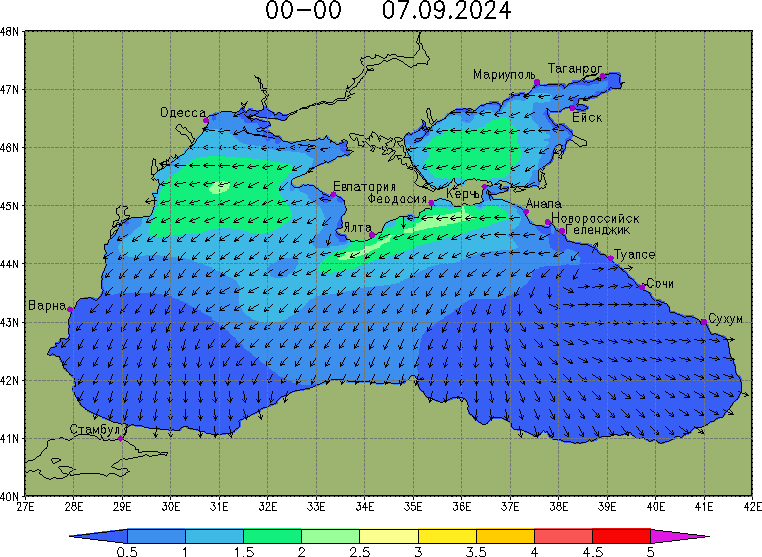 00-00 07.09.2024
48N
47N
46N
45N
44N
43N
42N
41N
40N
Мариуполь
Таганрог
Ейск
Одесса
Евпатория
Феодосия
Керчь
Анапа
Ялта
Новороссийск
Геленджик
Туапсе
Сочи
Варна
Сухум
Стамбул
27E 28E 29E 30E 31E 32E 33E 34E 35E 36E 37E 38E 39E 40E 41E 42E
0.5 1 1.5 2 2.5 3 3.5 4 4.5 5